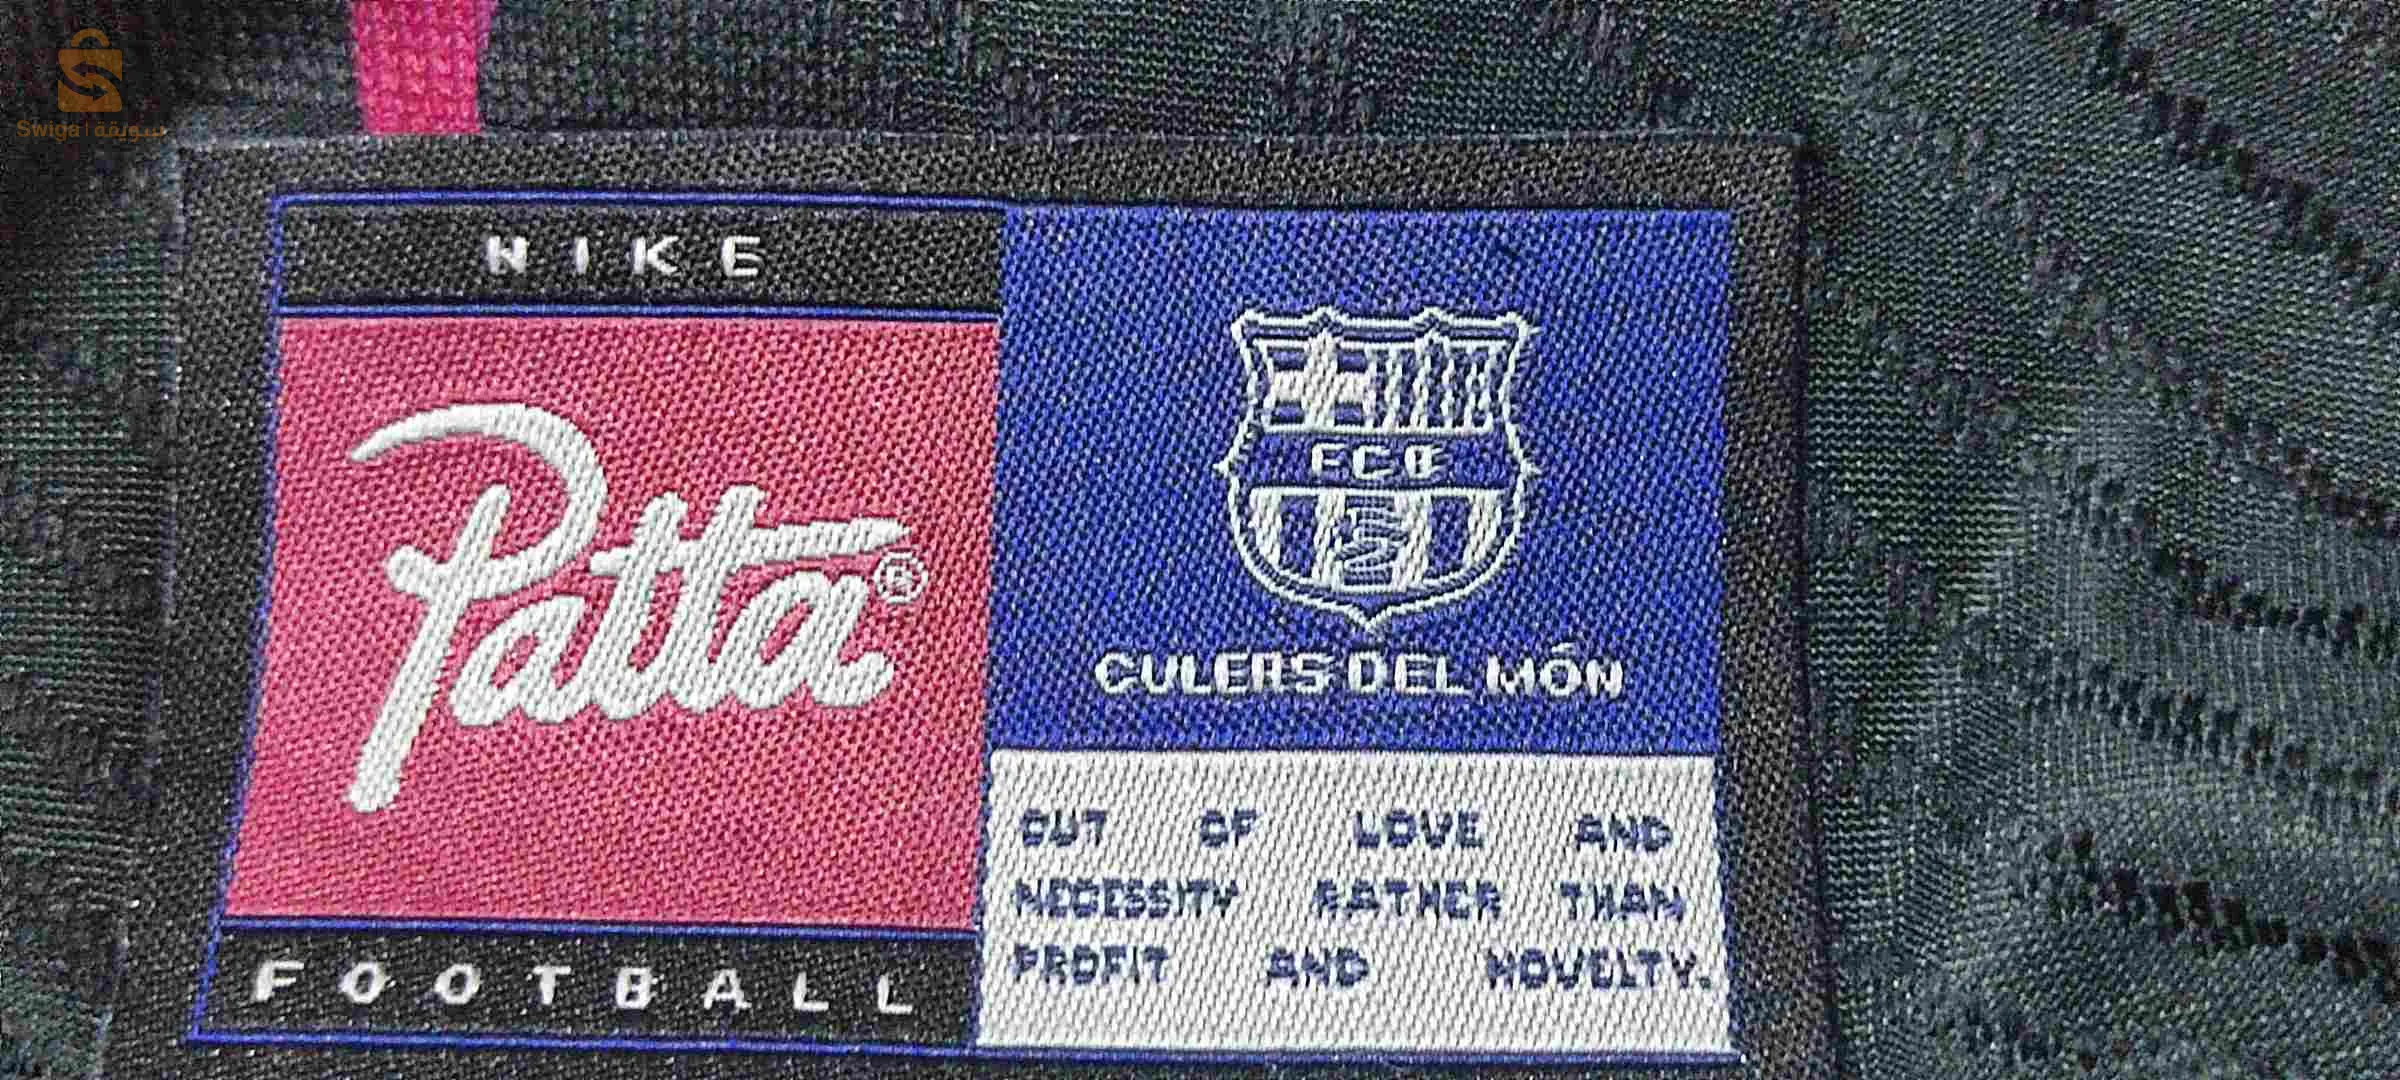 Swiga | سويقة
NIKE
Patta®
FOOTBALL
FCB
CULERS DEL MÓN
OUT OF LOVE AND
NECESSITY RATHER THAN
PROFIT AND NOVELTY.